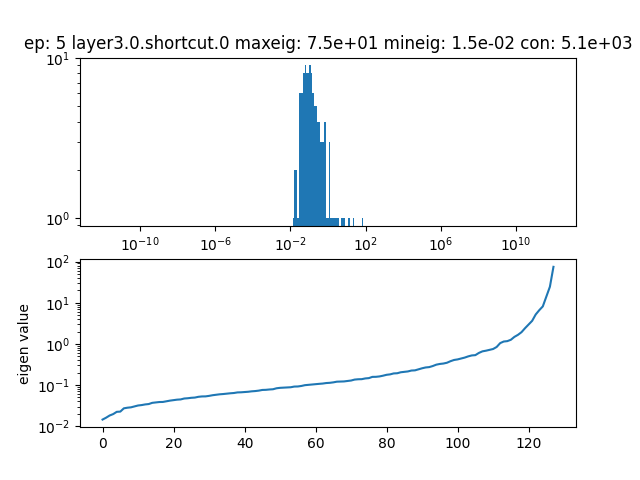 ep: 5 layer3.0.shortcut.0 maxeig: 7.5e+01 mineig: 1.5e-02 con: 5.1e+03
10¹
10⁰
10⁻¹⁰ 10⁻⁶ 10⁻² 10² 10⁶ 10¹⁰
eigen value
10²
10¹
10⁰
10⁻¹
10⁻²
0 20 40 60 80 100 120